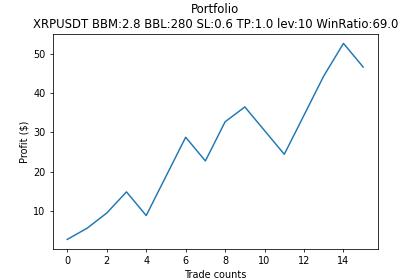 Portfolio
XRPUSDT BBM:2.8 BBL:280 SL:0.6 TP:1.0 lev:10 WinRatio:69.0
50
40
30
20
10
Profit ($)
0 2 4 6 8 10 12 14
Trade counts